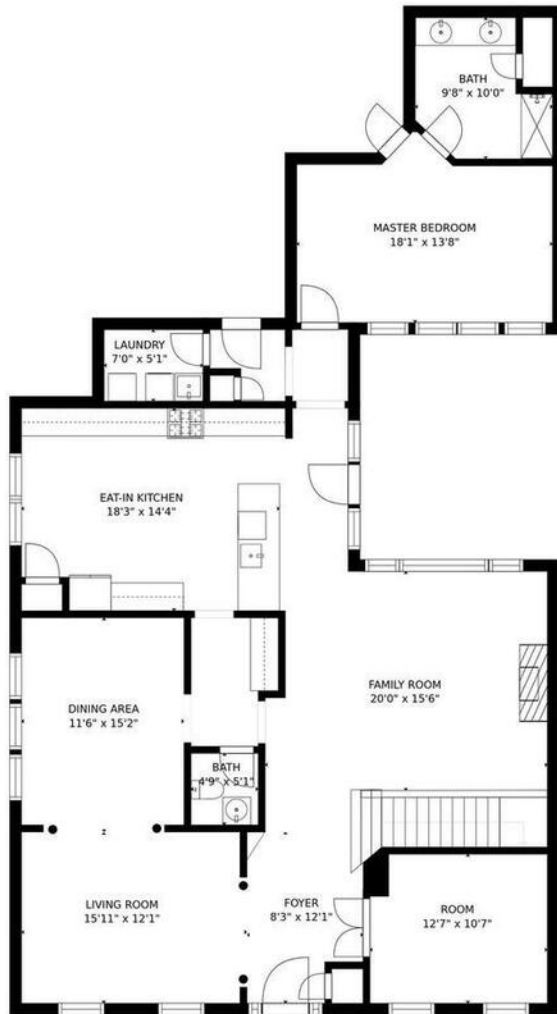 BATH
9'8" x 10'0"
MASTER BEDROOM
18'1" x 13'8"
LAUNDRY
7'0" x 5'1"
EAT-IN KITCHEN
18'3" x 14'4"
FAMILY ROOM
20'0" x 15'6"
DINING AREA
11'6" x 15'2"
BATH
4'9" x 5'1"
LIVING ROOM
15'11" x 12'1"
FOYER
8'3" x 12'1"
ROOM
12'7" x 10'7"